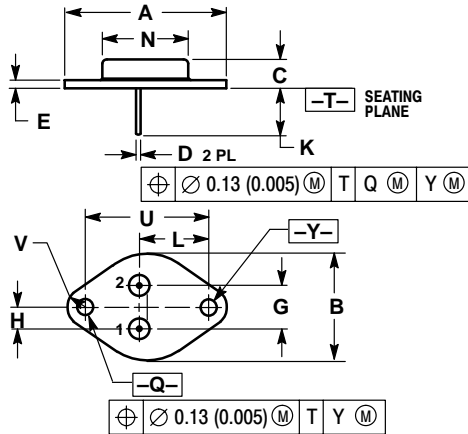 A
N
C
E
–T– SEATING PLANE
K
D 2 PL
⌖ ∅ 0.13 (0.005) Ⓜ T Q Ⓜ Y Ⓜ
U
V
L
–Y–
2
H
G
B
1
–Q–
⌖ ∅ 0.13 (0.005) Ⓜ T Y Ⓜ